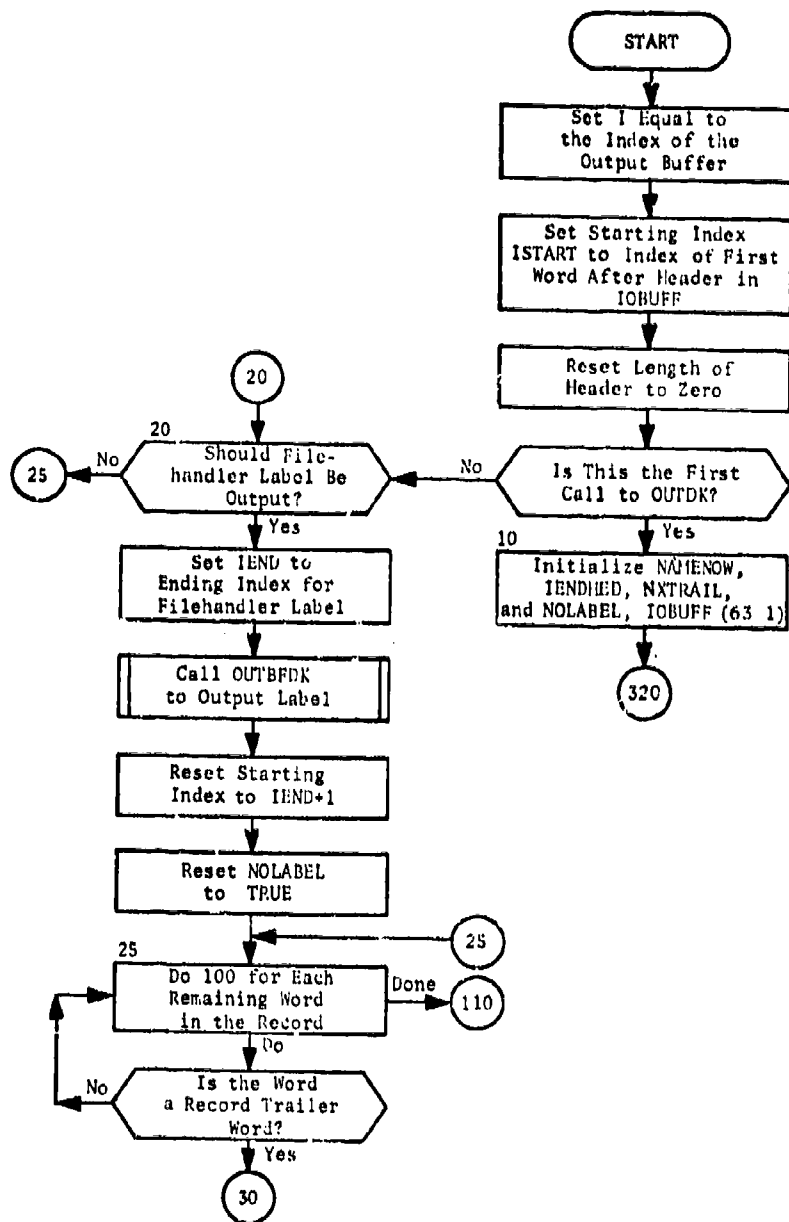 START
Set I Equal to
the Index of the
Output Buffer
Set Starting Index
ISTART to Index of First
Word After Header in
IOBUFF
Reset Length of
Header to Zero
Is This the First
Call to OUTDK?
No
Yes
10
Initialize NAMENOW,
IENDHED, NXTRAIL,
and NOLABEL, IOBUFF (63 1)
320
20
20
Should File-
handler Label Be
Output?
No
25
Yes
Set IEND to
Ending Index for
Filehandler Label
Call OUTBFDK
to Output Label
Reset Starting
Index to IEND+1
Reset NOLABEL
to TRUE
25
25
Do 100 for Each
Remaining Word
in the Record
Done
110
Do
Is the Word
a Record Trailer
Word?
No
Yes
30